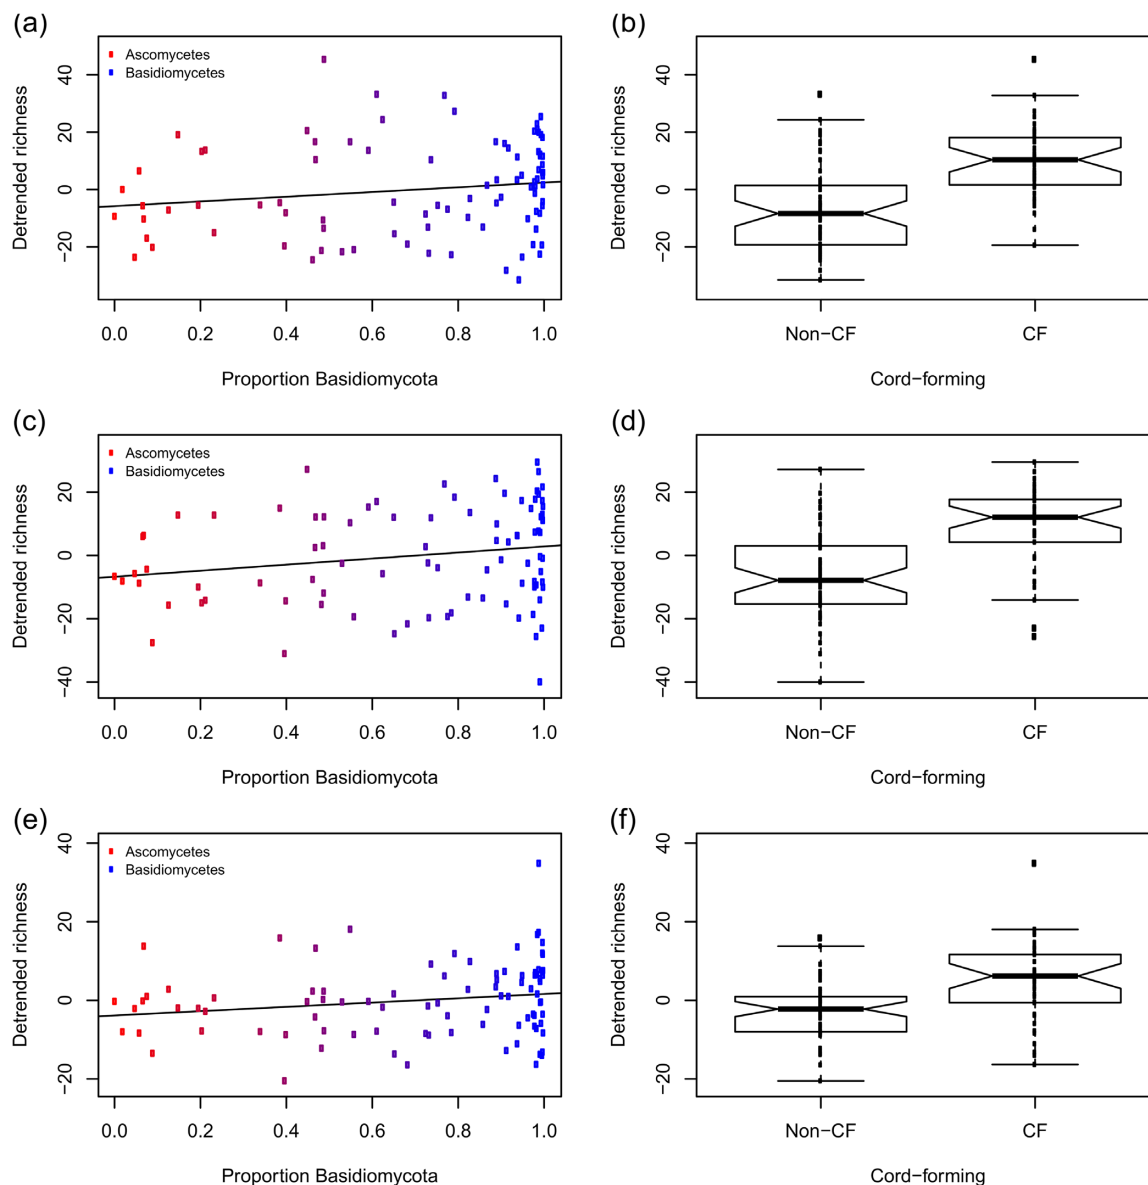 (a)
Ascomycetes
Basidiomycetes
Detrended richness
40
20
0
−20
0.0 0.2 0.4 0.6 0.8 1.0
Proportion Basidiomycota
(b)
Detrended richness
40
20
0
−20
Non−CF CF
Cord−forming
(c)
Ascomycetes
Basidiomycetes
Detrended richness
20
0
−20
−40
0.0 0.2 0.4 0.6 0.8 1.0
Proportion Basidiomycota
(d)
Detrended richness
20
0
−20
−40
Non−CF CF
Cord−forming
(e)
Ascomycetes
Basidiomycetes
Detrended richness
40
20
0
−20
0.0 0.2 0.4 0.6 0.8 1.0
Proportion Basidiomycota
(f)
Detrended richness
40
20
0
−20
Non−CF CF
Cord−forming